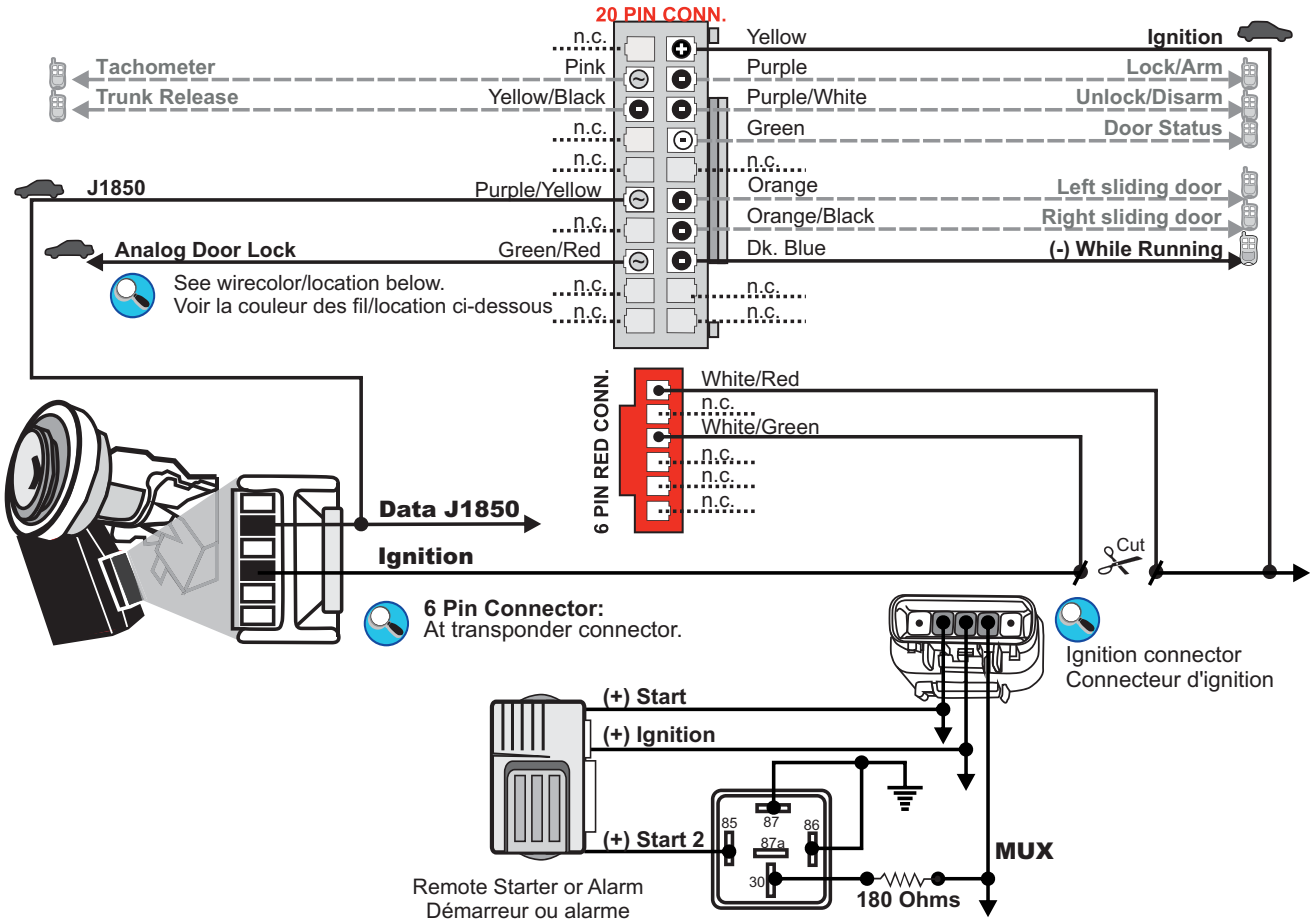 20 PIN CONN.
n.c. Yellow Ignition
Tachometer Pink Purple Lock/Arm
Trunk Release Yellow/Black Purple/White Unlock/Disarm
n.c. Green Door Status
n.c. n.c.
J1850 Purple/Yellow Orange Left sliding door
n.c. Orange/Black Right sliding door
Analog Door Lock Green/Red Dk. Blue (-) While Running
See wirecolor/location below.
Voir la couleur des fil/location ci-dessous
n.c. n.c.
n.c. n.c.
6 PIN RED CONN.
White/Red
n.c.
White/Green
n.c.
n.c.
n.c.
Data J1850
Ignition
Cut
6 Pin Connector:
At transponder connector.
Ignition connector
Connecteur d'ignition
(+) Start
(+) Ignition
(+) Start 2
85 87 86
87a
30
180 Ohms
MUX
Remote Starter or Alarm
Démarreur ou alarme